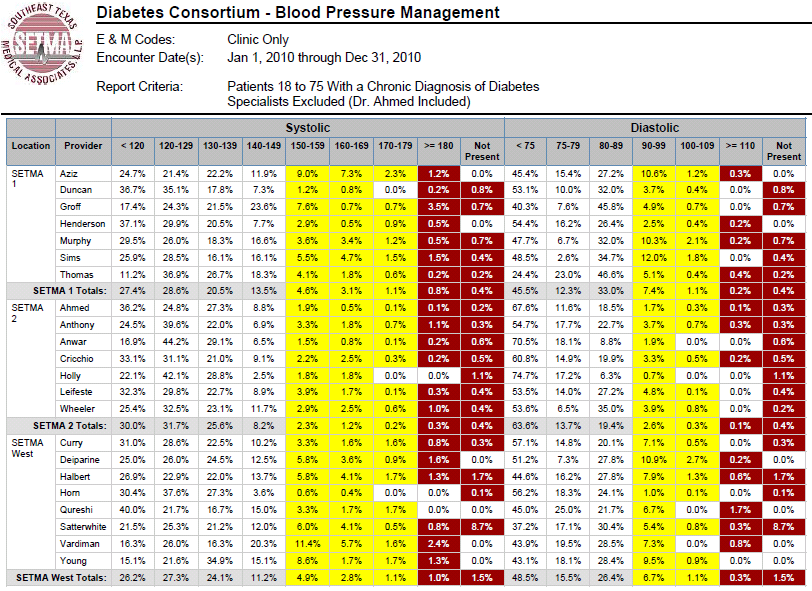 SOUTHEAST TEXAS
SETMA
MEDICAL ASSOCIATES, L.L.P.
Diabetes Consortium - Blood Pressure Management
E & M Codes: Clinic Only
Encounter Date(s): Jan 1, 2010 through Dec 31, 2010
Report Criteria: Patients 18 to 75 With a Chronic Diagnosis of Diabetes
Specialists Excluded (Dr. Ahmed Included)
Systolic Diastolic
Location Provider < 120 120-129 130-139 140-149 150-159 160-169 170-179 >= 180 Not Present < 75 75-79 80-89 90-99 100-109 >= 110 Not Present
SETMA 1 Aziz 24.7% 21.4% 22.2% 11.9% 9.0% 7.3% 2.3% 1.2% 0.0% 45.4% 15.4% 27.2% 10.6% 1.2% 0.3% 0.0%
Duncan 36.7% 35.1% 17.8% 7.3% 1.2% 0.8% 0.0% 0.2% 0.8% 53.1% 10.0% 32.0% 3.7% 0.4% 0.0% 0.8%
Groff 17.4% 24.3% 21.5% 23.6% 7.6% 0.7% 0.7% 3.5% 0.7% 40.3% 7.6% 45.8% 4.9% 0.7% 0.0% 0.7%
Henderson 37.1% 29.9% 20.5% 7.7% 2.9% 0.5% 0.9% 0.5% 0.0% 54.4% 16.2% 26.4% 2.5% 0.4% 0.2% 0.0%
Murphy 29.5% 26.0% 18.3% 16.6% 3.6% 3.4% 1.2% 0.5% 0.7% 47.7% 6.7% 32.0% 10.3% 2.1% 0.2% 0.7%
Sims 25.9% 28.5% 16.1% 16.1% 5.5% 4.7% 1.5% 1.5% 0.4% 48.5% 2.6% 34.7% 12.0% 1.8% 0.0% 0.4%
Thomas 11.2% 36.9% 26.7% 18.3% 4.1% 1.8% 0.6% 0.2% 0.2% 24.4% 23.0% 46.6% 5.1% 0.4% 0.4% 0.2%
SETMA 1 Totals: 27.4% 28.6% 20.5% 13.5% 4.6% 3.1% 1.1% 0.8% 0.4% 45.5% 12.3% 33.0% 7.4% 1.1% 0.2% 0.4%
SETMA 2 Ahmed 36.2% 24.8% 27.3% 8.8% 1.9% 0.5% 0.1% 0.1% 0.2% 67.6% 11.6% 18.5% 1.7% 0.3% 0.1% 0.3%
Anthony 24.5% 39.6% 22.0% 6.9% 3.3% 1.8% 0.7% 1.1% 0.3% 54.7% 17.7% 22.7% 3.7% 0.7% 0.3% 0.3%
Anwar 16.9% 44.2% 29.1% 6.5% 1.5% 0.8% 0.1% 0.2% 0.6% 70.5% 18.1% 8.8% 1.9% 0.0% 0.0% 0.6%
Cricchio 33.1% 31.1% 21.0% 9.1% 2.2% 2.5% 0.3% 0.2% 0.5% 60.8% 14.9% 19.9% 3.3% 0.5% 0.2% 0.5%
Holly 22.1% 42.1% 28.8% 2.5% 1.8% 1.8% 0.0% 0.0% 1.1% 74.7% 17.2% 6.3% 0.7% 0.0% 0.0% 1.1%
Leifeste 32.3% 29.8% 22.7% 8.9% 3.9% 1.7% 0.1% 0.3% 0.4% 53.5% 14.0% 27.2% 4.8% 0.1% 0.0% 0.4%
Wheeler 25.4% 32.5% 23.1% 11.7% 2.9% 2.5% 0.6% 1.0% 0.4% 53.6% 6.5% 35.0% 3.9% 0.8% 0.0% 0.2%
SETMA 2 Totals: 30.0% 31.7% 25.6% 8.2% 2.3% 1.2% 0.2% 0.3% 0.4% 63.6% 13.7% 19.4% 2.6% 0.3% 0.1% 0.4%
SETMA West Curry 31.0% 28.6% 22.5% 10.2% 3.3% 1.6% 1.6% 0.8% 0.3% 57.1% 14.8% 20.1% 7.1% 0.5% 0.0% 0.3%
Deiparine 25.0% 26.0% 24.5% 12.5% 5.8% 3.6% 0.9% 1.6% 0.0% 51.2% 7.3% 27.8% 10.9% 2.7% 0.2% 0.0%
Halbert 26.9% 22.9% 22.0% 13.7% 5.8% 4.1% 1.7% 1.3% 1.7% 44.6% 16.2% 27.8% 7.9% 1.3% 0.6% 1.7%
Horn 30.4% 37.6% 27.3% 3.6% 0.6% 0.4% 0.0% 0.0% 0.1% 56.2% 18.3% 24.1% 1.0% 0.1% 0.0% 0.1%
Qureshi 40.0% 21.7% 16.7% 15.0% 3.3% 1.7% 1.7% 0.0% 0.0% 45.0% 25.0% 21.7% 6.7% 0.0% 1.7% 0.0%
Satterwhite 21.5% 25.3% 21.2% 12.0% 6.0% 4.1% 0.5% 0.8% 8.7% 37.2% 17.1% 30.4% 5.4% 0.8% 0.3% 8.7%
Vardiman 16.3% 26.0% 16.3% 20.3% 11.4% 5.7% 1.6% 2.4% 0.0% 43.9% 19.5% 28.5% 7.3% 0.0% 0.8% 0.0%
Young 15.1% 21.6% 34.9% 15.1% 8.6% 1.7% 1.7% 1.3% 0.0% 43.1% 18.1% 28.4% 9.5% 0.9% 0.0% 0.0%
SETMA West Totals: 26.2% 27.3% 24.1% 11.2% 4.9% 2.8% 1.1% 1.0% 1.5% 48.5% 15.5% 26.4% 6.7% 1.1% 0.3% 1.5%